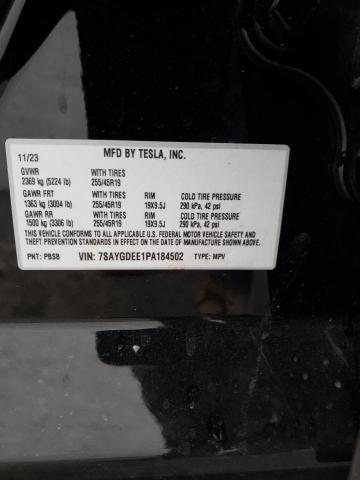 MFD BY TESLA, INC.
11/23
GVWR WITH TIRES
2369 kg (5224 lb) 255/45R19
GAWR FRT WITH TIRES RIM COLD TIRE PRESSURE
1363 kg (3004 lb) 255/45R19 19X9.5J 290 kPa, 42 psi
GAWR RR WITH TIRES RIM COLD TIRE PRESSURE
1500 kg (3306 lb) 255/45R19 19X9.5J 290 kPa, 42 psi
THIS VEHICLE CONFORMS TO ALL APPLICABLE U.S. FEDERAL MOTOR VEHICLE SAFETY AND
THEFT PREVENTION STANDARDS IN EFFECT ON THE DATE OF MANUFACTURE SHOWN ABOVE.
PNT: PBSB VIN: 7SAYGDEE1PA184502 TYPE: MPV